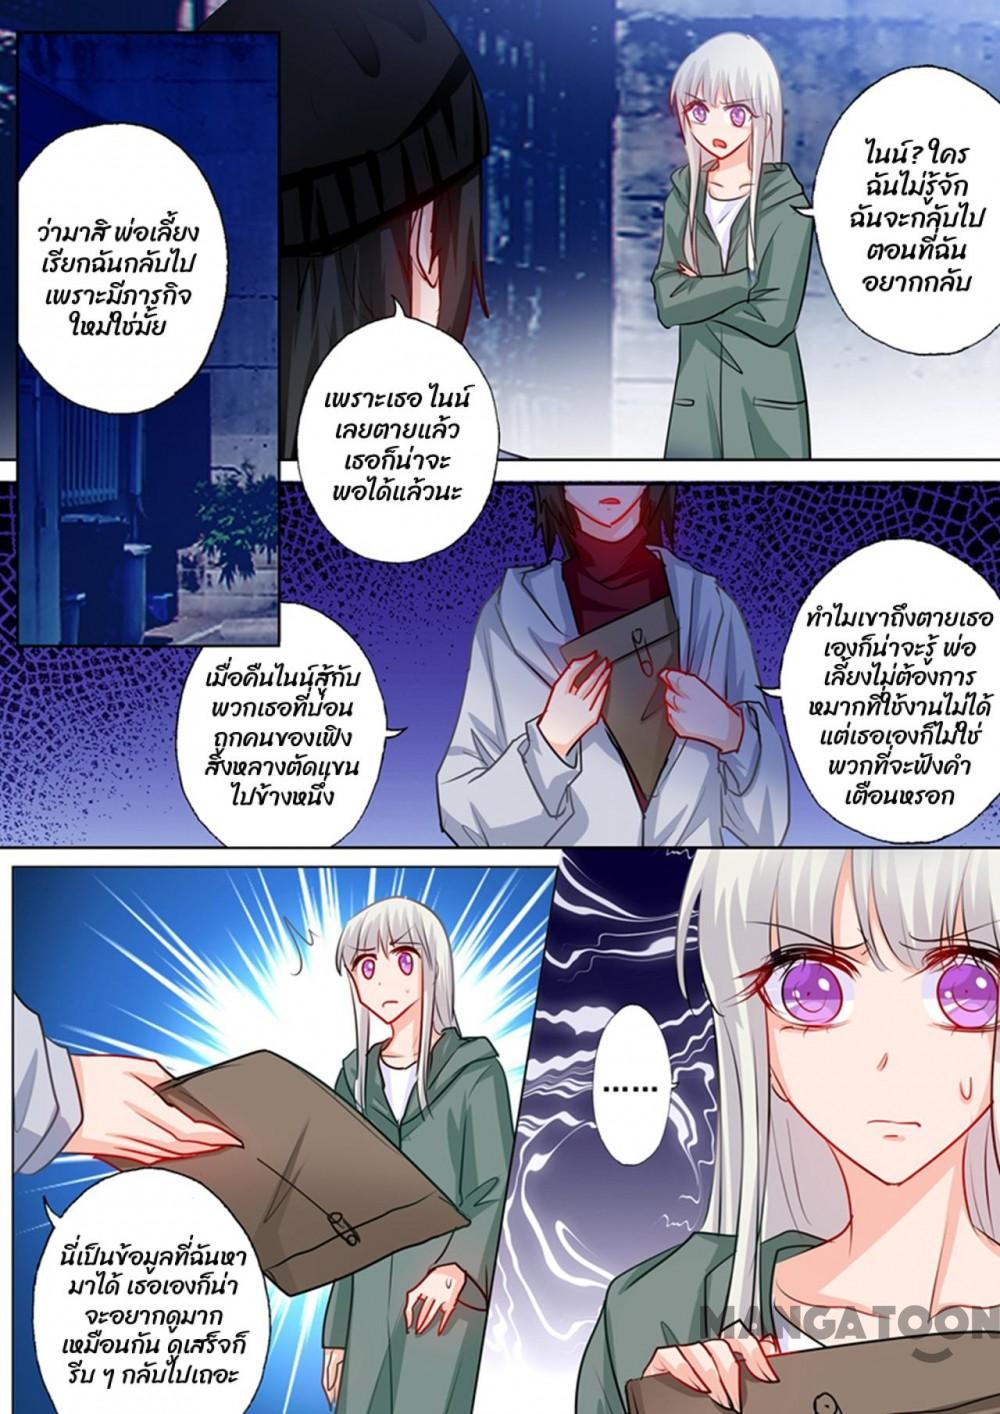 ไนน์? ใคร
ฉันไม่รู้จัก
ฉันจะกลับไป
ตอนที่ฉัน
อยากกลับ
เพราะเธอ ไนน์
เลยตายแล้ว
เธอก็น่าจะ
พอได้แล้วนะ
ว่ามาสิ พ่อเลี้ยง
เรียกฉันกลับไป
เพราะมีภารกิจ
ใหม่ใช่มั้ย
ทำไมเขาถึงตายเธอ
เองก็น่าจะรู้ พ่อ
เลี้ยงไม่ต้องการ
หมากที่ใช้งานไม่ได้
แต่เธอเองก็ไม่ใช่
พวกที่จะฟังคำ
เตือนหรอก
เมื่อคืนไนน์สู้กับ
พวกเธอที่บ่อน
ถูกคนของเฟิง
สิงหลางตัดแขน
ไปข้างหนึ่ง
......
นี่เป็นข้อมูลที่ฉันหา
มาได้ เธอเองก็น่า
จะอยากดูมาก
เหมือนกัน ดูเสร็จก็
รีบ ๆ กลับไปเถอะ
MANGATOON